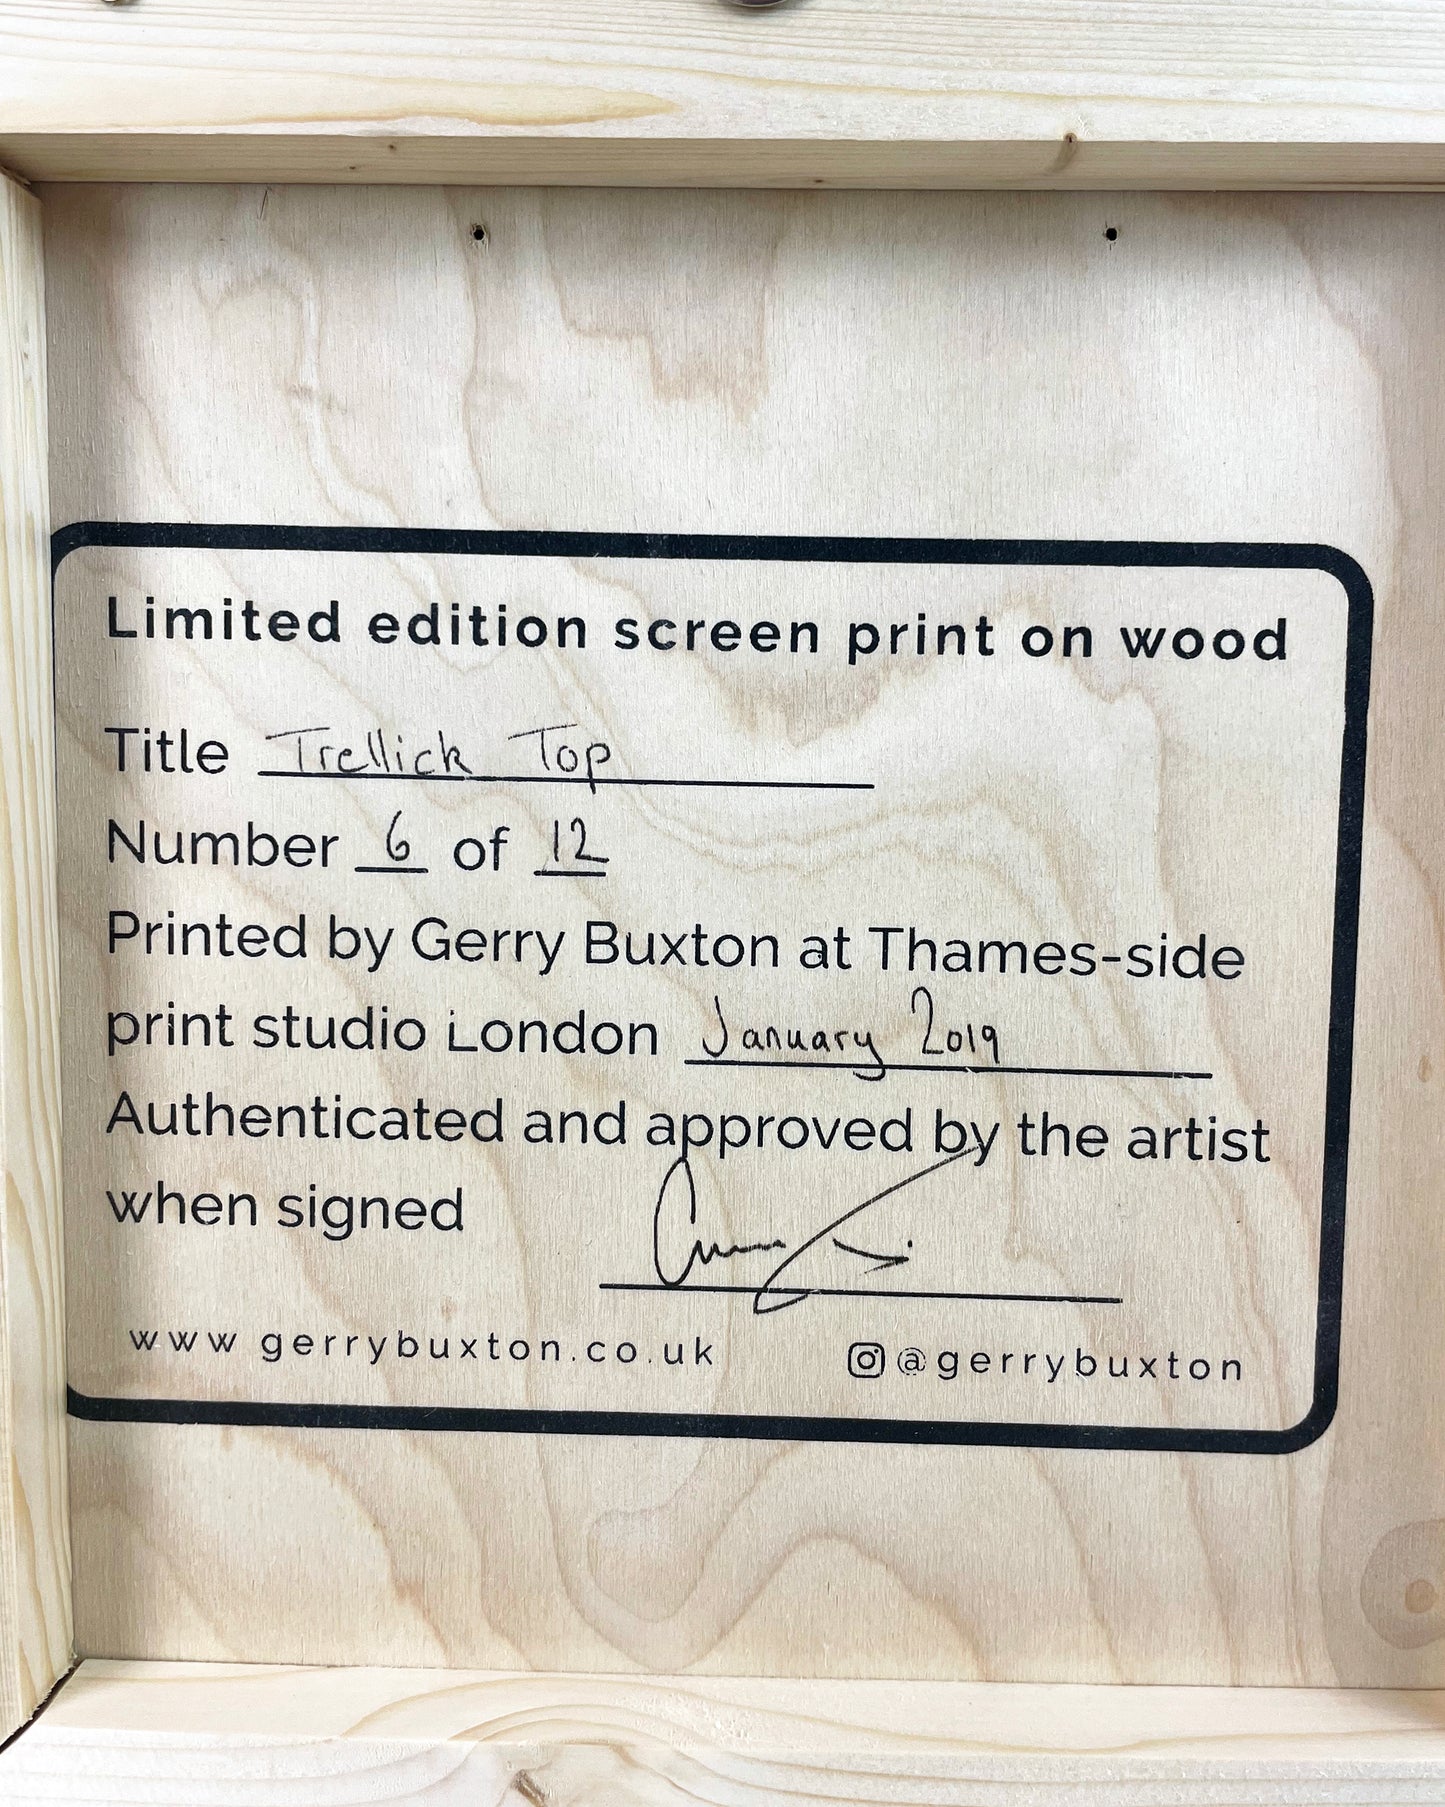 Limited edition screen print on wood
Title Trellick Top
Number 6 of 12
Printed by Gerry Buxton at Thames-side
print studio London January 2019
Authenticated and approved by the artist
when signed
www gerrybuxton.co.uk @gerrybuxton